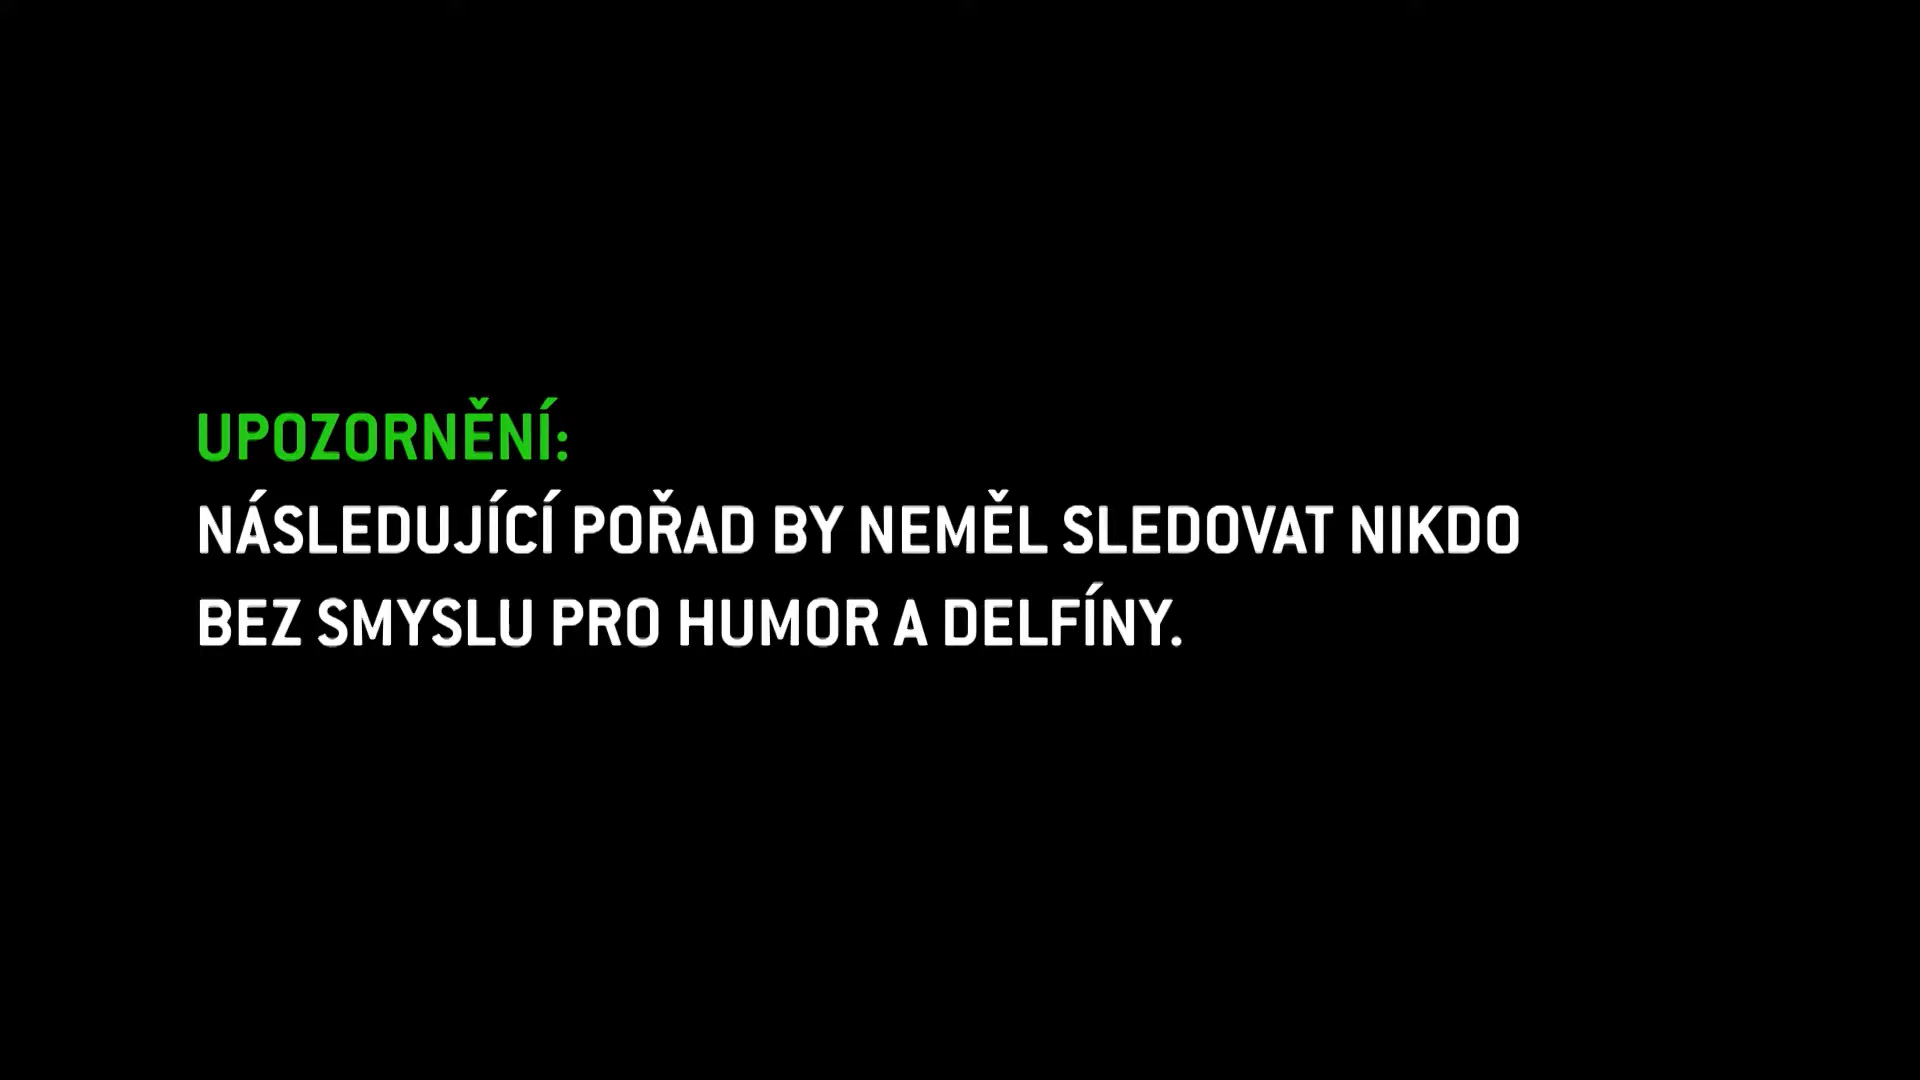 UPOZORNĚNÍ:
NÁSLEDUJÍCÍ POŘAD BY NEMĚL SLEDOVAT NIKDO
BEZ SMYSLU PRO HUMOR A DELFÍNY.